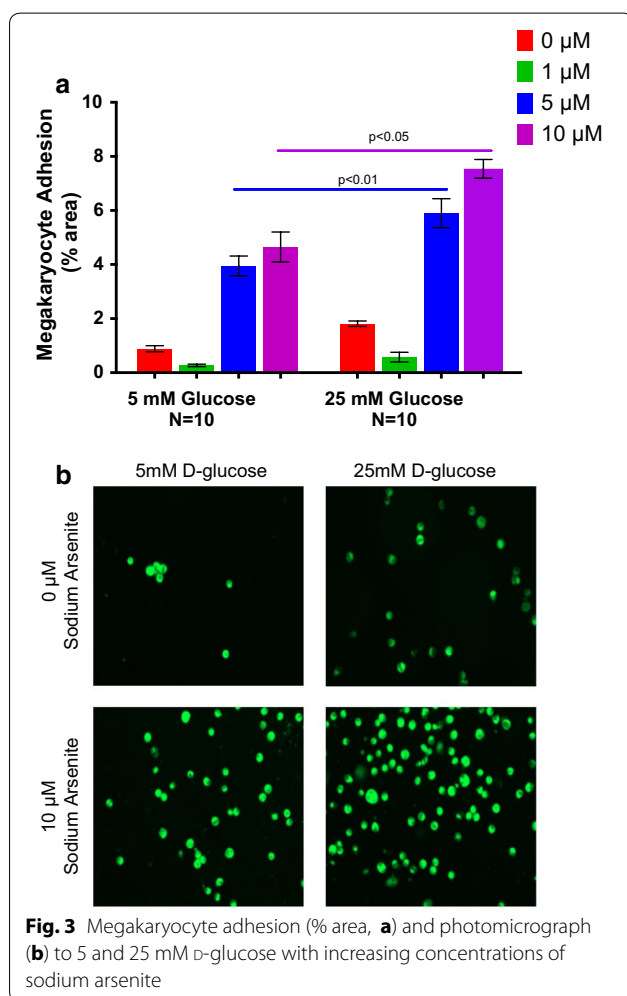 0 μM
1 μM
5 μM
10 μM
a
Megakaryocyte Adhesion
(% area)
10
8
6
4
2
0
p<0.05
p<0.01
5 mM Glucose
N=10
25 mM Glucose
N=10
b
5mM D-glucose
25mM D-glucose
0 μM
Sodium Arsenite
10 μM
Sodium Arsenite
Fig. 3 Megakaryocyte adhesion (% area, a) and photomicrograph
(b) to 5 and 25 mM D-glucose with increasing concentrations of
sodium arsenite